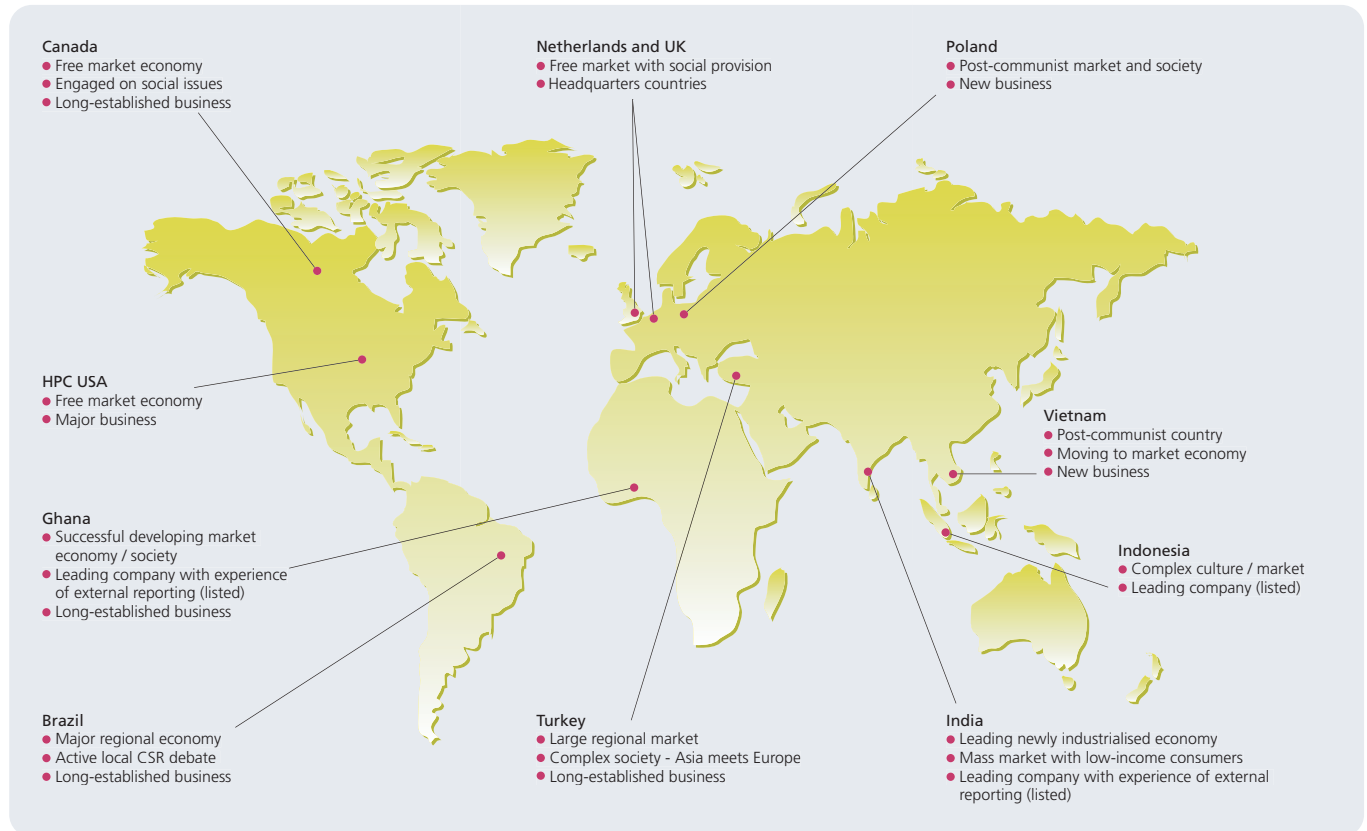 Canada
● Free market economy
● Engaged on social issues
● Long-established business
Netherlands and UK
● Free market with social provision
● Headquarters countries
Poland
● Post-communist market and society
● New business
HPC USA
● Free market economy
● Major business
Vietnam
● Post-communist country
● Moving to market economy
● New business
Ghana
● Successful developing market
economy / society
● Leading company with experience
of external reporting (listed)
● Long-established business
Indonesia
● Complex culture / market
● Leading company (listed)
Brazil
● Major regional economy
● Active local CSR debate
● Long-established business
Turkey
● Large regional market
● Complex society - Asia meets Europe
● Long-established business
India
● Leading newly industrialised economy
● Mass market with low-income consumers
● Leading company with experience of external
reporting (listed)